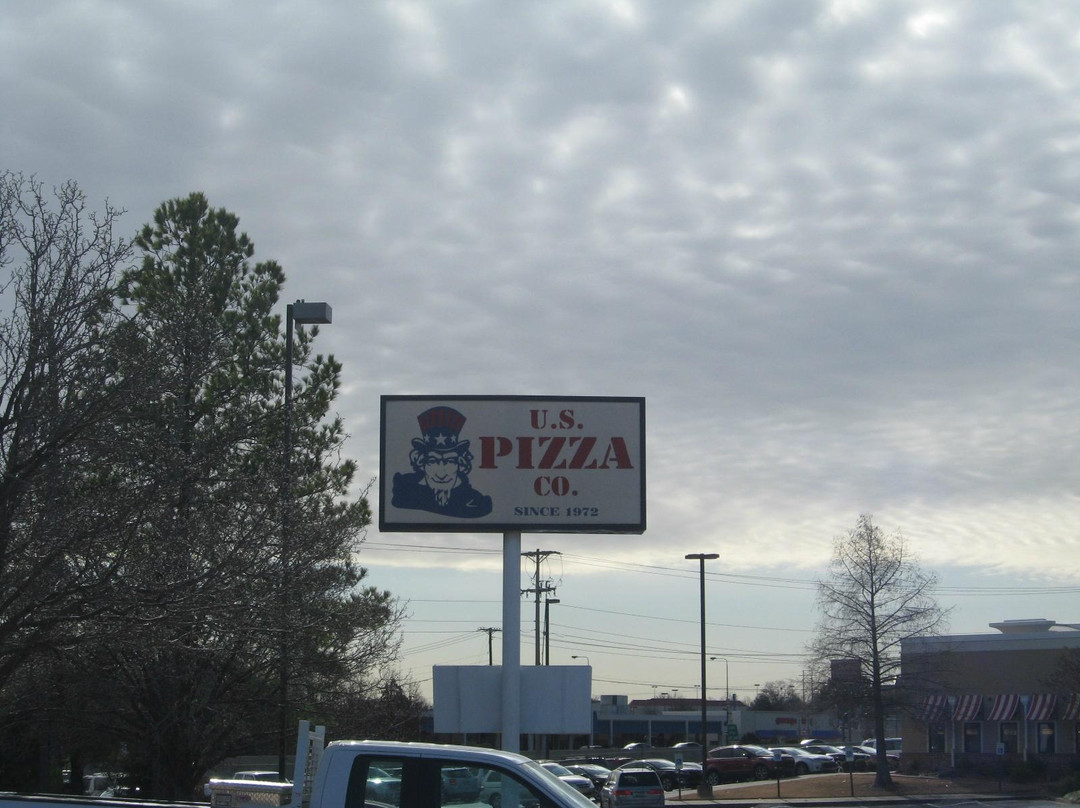 U.S.
PIZZA
CO.
SINCE 1972